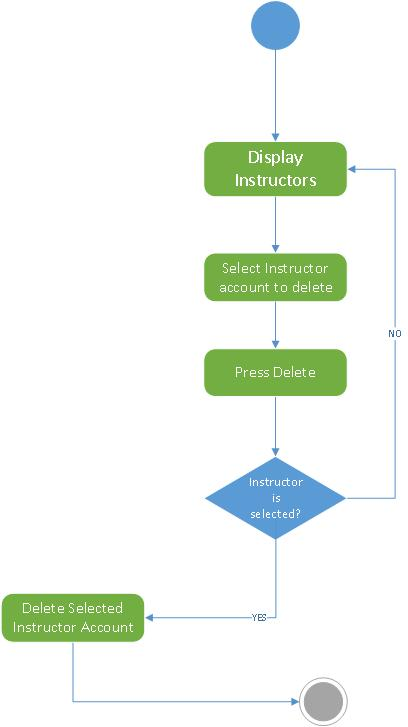 Display
Instructors
Select Instructor
account to delete
Press Delete
NO
Instructor
is
selected?
YES
Delete Selected
Instructor Account